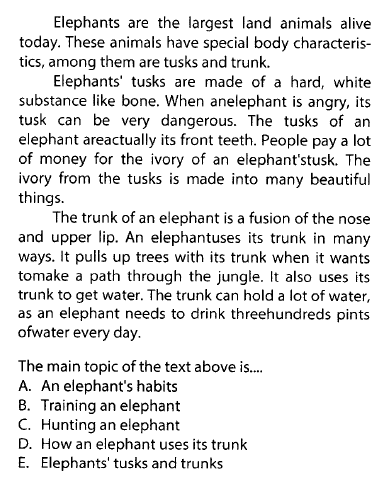 Elephants are the largest land animals alive
today. These animals have special body characteris-
tics, among them are tusks and trunk.
Elephants' tusks are made of a hard, white
substance like bone. When anelephant is angry, its
tusk can be very dangerous. The tusks of an
elephant areactually its front teeth. People pay a lot
of money for the ivory of an elephant'stusk. The
ivory from the tusks is made into many beautiful
things.
The trunk of an elephant is a fusion of the nose
and upper lip. An elephantuses its trunk in many
ways. It pulls up trees with its trunk when it wants
tomake a path through the jungle. It also uses its
trunk to get water. The trunk can hold a lot of water,
as an elephant needs to drink threehundreds pints
ofwater every day.
The main topic of the text above is....
A. An elephant's habits
B. Training an elephant
C. Hunting an elephant
D. How an elephant uses its trunk
E. Elephants' tusks and trunks